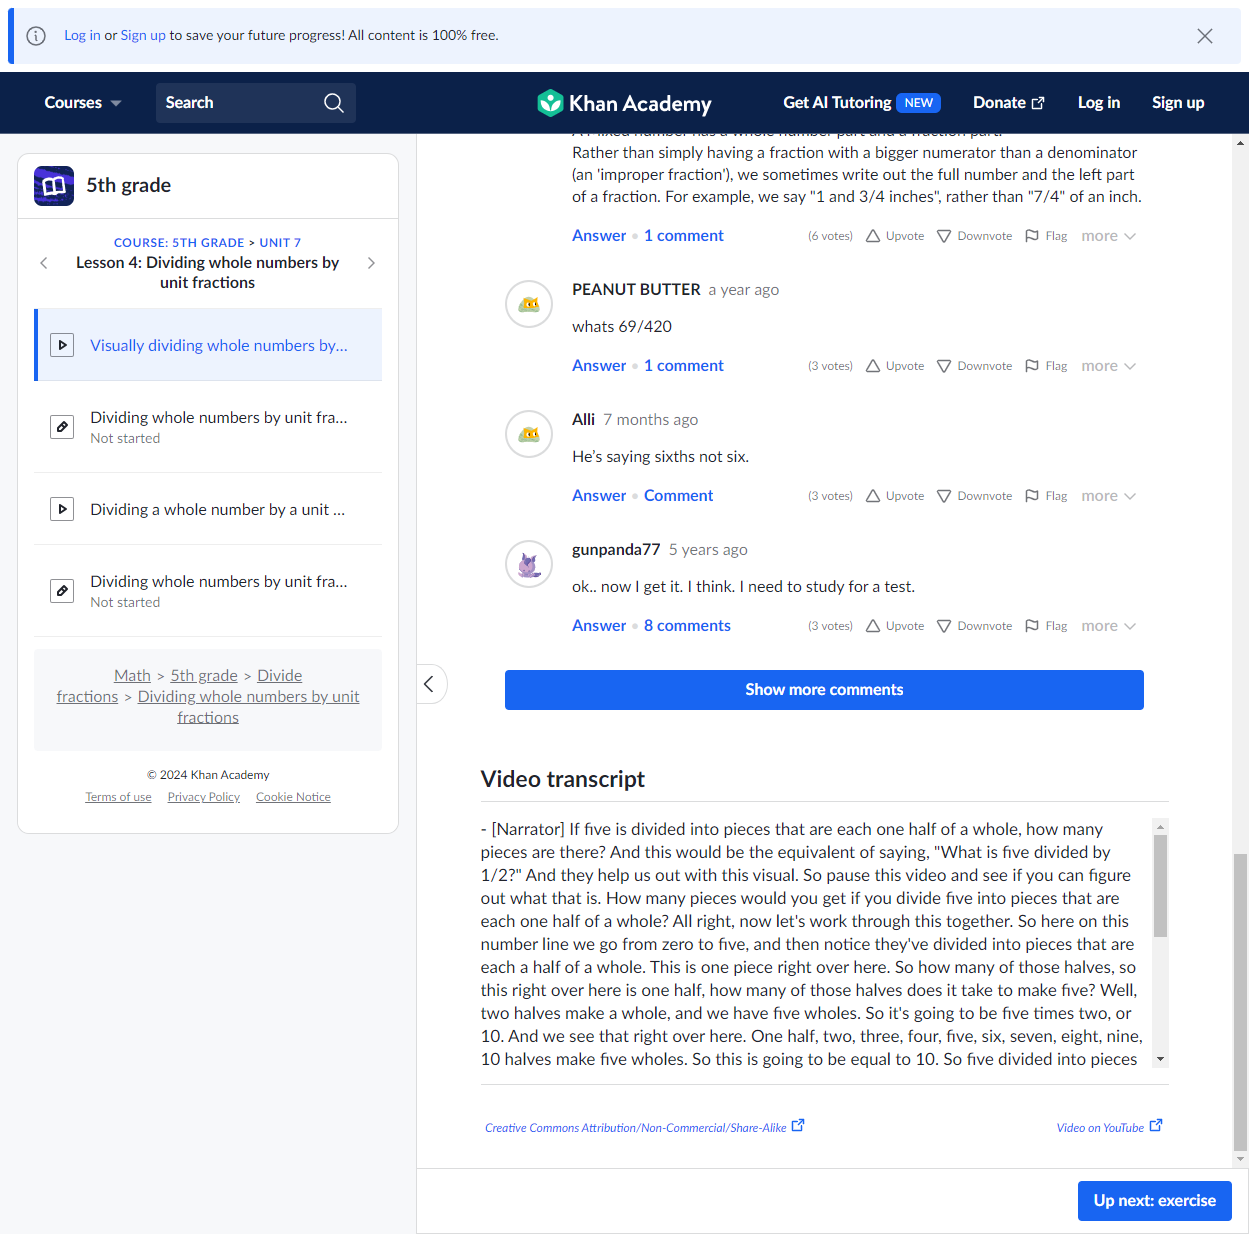 Log in or Sign up to save your future progress! All content is 100% free.
Courses
Search
Khan Academy
Get AI Tutoring NEW
Donate
Log in
Sign up
5th grade
COURSE: 5TH GRADE > UNIT 7
Lesson 4: Dividing whole numbers by
unit fractions
Visually dividing whole numbers by...
Dividing whole numbers by unit fra...
Not started
Dividing a whole number by a unit ...
Dividing whole numbers by unit fra...
Not started
Math > 5th grade > Divide
fractions > Dividing whole numbers by unit
fractions
© 2024 Khan Academy
Terms of use Privacy Policy Cookie Notice
mixed number has a whole number part and a fraction part.
Rather than simply having a fraction with a bigger numerator than a denominator
(an 'improper fraction'), we sometimes write out the full number and the left part
of a fraction. For example, we say "1 and 3/4 inches", rather than "7/4" of an inch.
Answer • 1 comment (6 votes) Upvote Downvote Flag more
PEANUT BUTTER a year ago
whats 69/420
Answer • 1 comment (3 votes) Upvote Downvote Flag more
Alli 7 months ago
He's saying sixths not six.
Answer • Comment (3 votes) Upvote Downvote Flag more
gunpanda77 5 years ago
ok.. now I get it. I think. I need to study for a test.
Answer • 8 comments (3 votes) Upvote Downvote Flag more
Show more comments
Video transcript
- [Narrator] If five is divided into pieces that are each one half of a whole, how many
pieces are there? And this would be the equivalent of saying, "What is five divided by
1/2?" And they help us out with this visual. So pause this video and see if you can figure
out what that is. How many pieces would you get if you divide five into pieces that are
each one half of a whole? All right, now let's work through this together. So here on this
number line we go from zero to five, and then notice they've divided into pieces that are
each a half of a whole. This is one piece right over here. So how many of those halves, so
this right over here is one half, how many of those halves does it take to make five? Well,
two halves make a whole, and we have five wholes. So it's going to be five times two, or
10. And we see that right over here. One half, two, three, four, five, six, seven, eight, nine,
10 halves make five wholes. So this is going to be equal to 10. So five divided into pieces
Creative Commons Attribution/Non-Commercial/Share-Alike
Video on YouTube
Up next: exercise